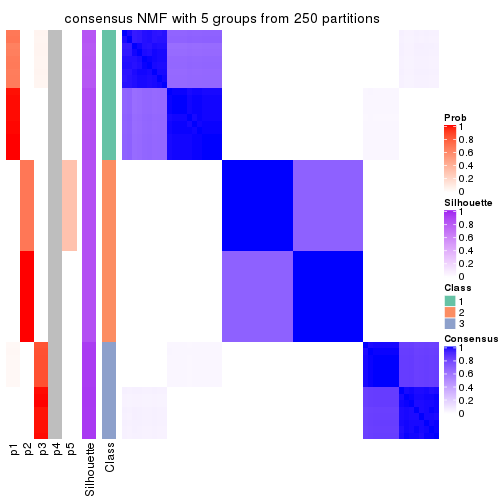 consensus NMF with 5 groups from 250 partitions
Prob
1
0.8
0.6
0.4
0.2
0
Silhouette
1
0.8
0.6
0.4
0.2
0
Class
1
2
3
Consensus
1
0.8
0.6
0.4
0.2
0
p1
p2
p3
p4
p5
Silhouette
Class